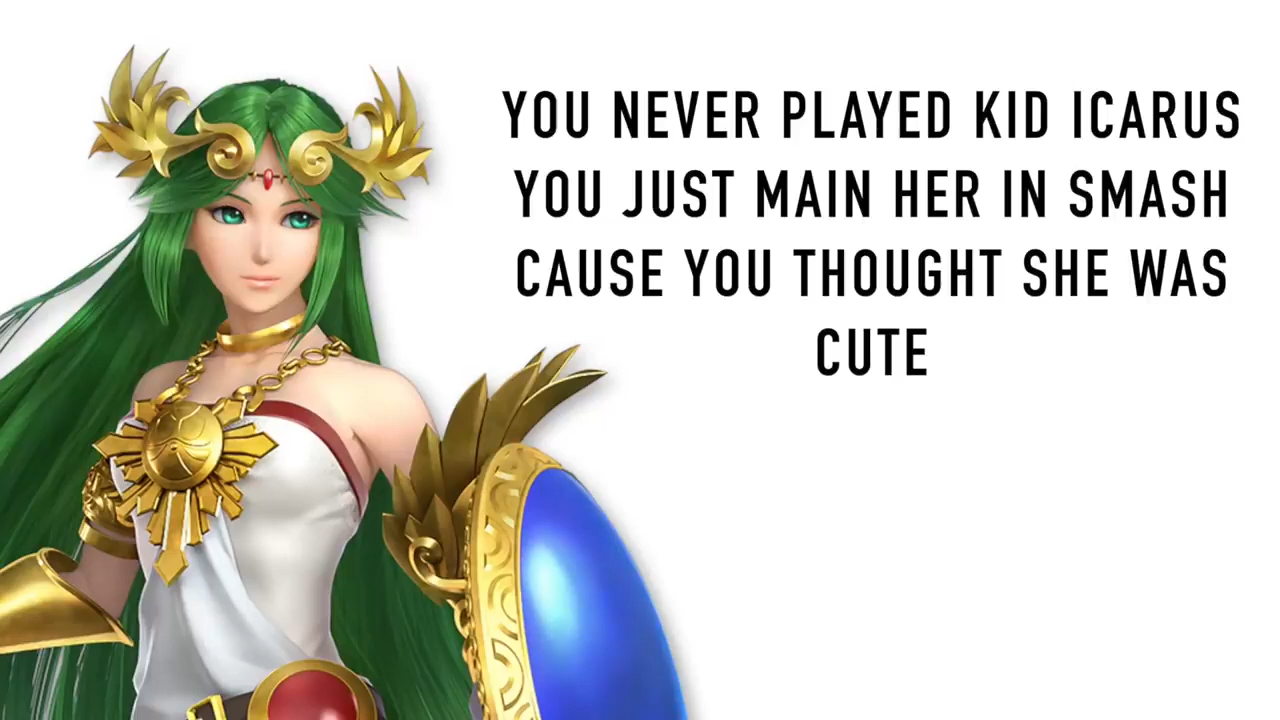 YOU NEVER PLAYED KID ICARUS
YOU JUST MAIN HER IN SMASH
CAUSE YOU THOUGHT SHE WAS
CUTE